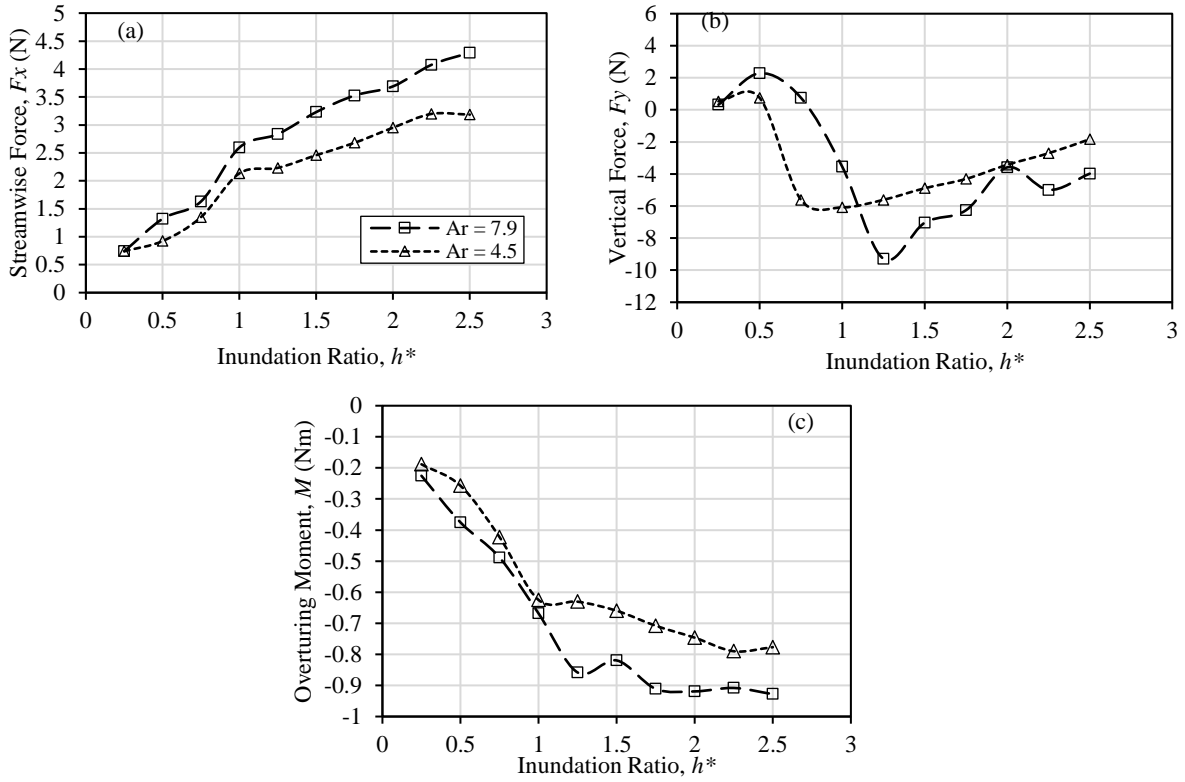 (a)
Streamwise Force, Fx (N)
5
4.5
4
3.5
3
2.5
2
1.5
1
0.5
0
0 0.5 1 1.5 2 2.5 3
Inundation Ratio, h*
Ar = 7.9
Ar = 4.5
(b)
Vertical Force, Fy (N)
6
4
2
0
-2
-4
-6
-8
-10
-12
0 0.5 1 1.5 2 2.5 3
Inundation Ratio, h*
(c)
Overturing Moment, M (Nm)
0
-0.1
-0.2
-0.3
-0.4
-0.5
-0.6
-0.7
-0.8
-0.9
-1
0 0.5 1 1.5 2 2.5 3
Inundation Ratio, h*